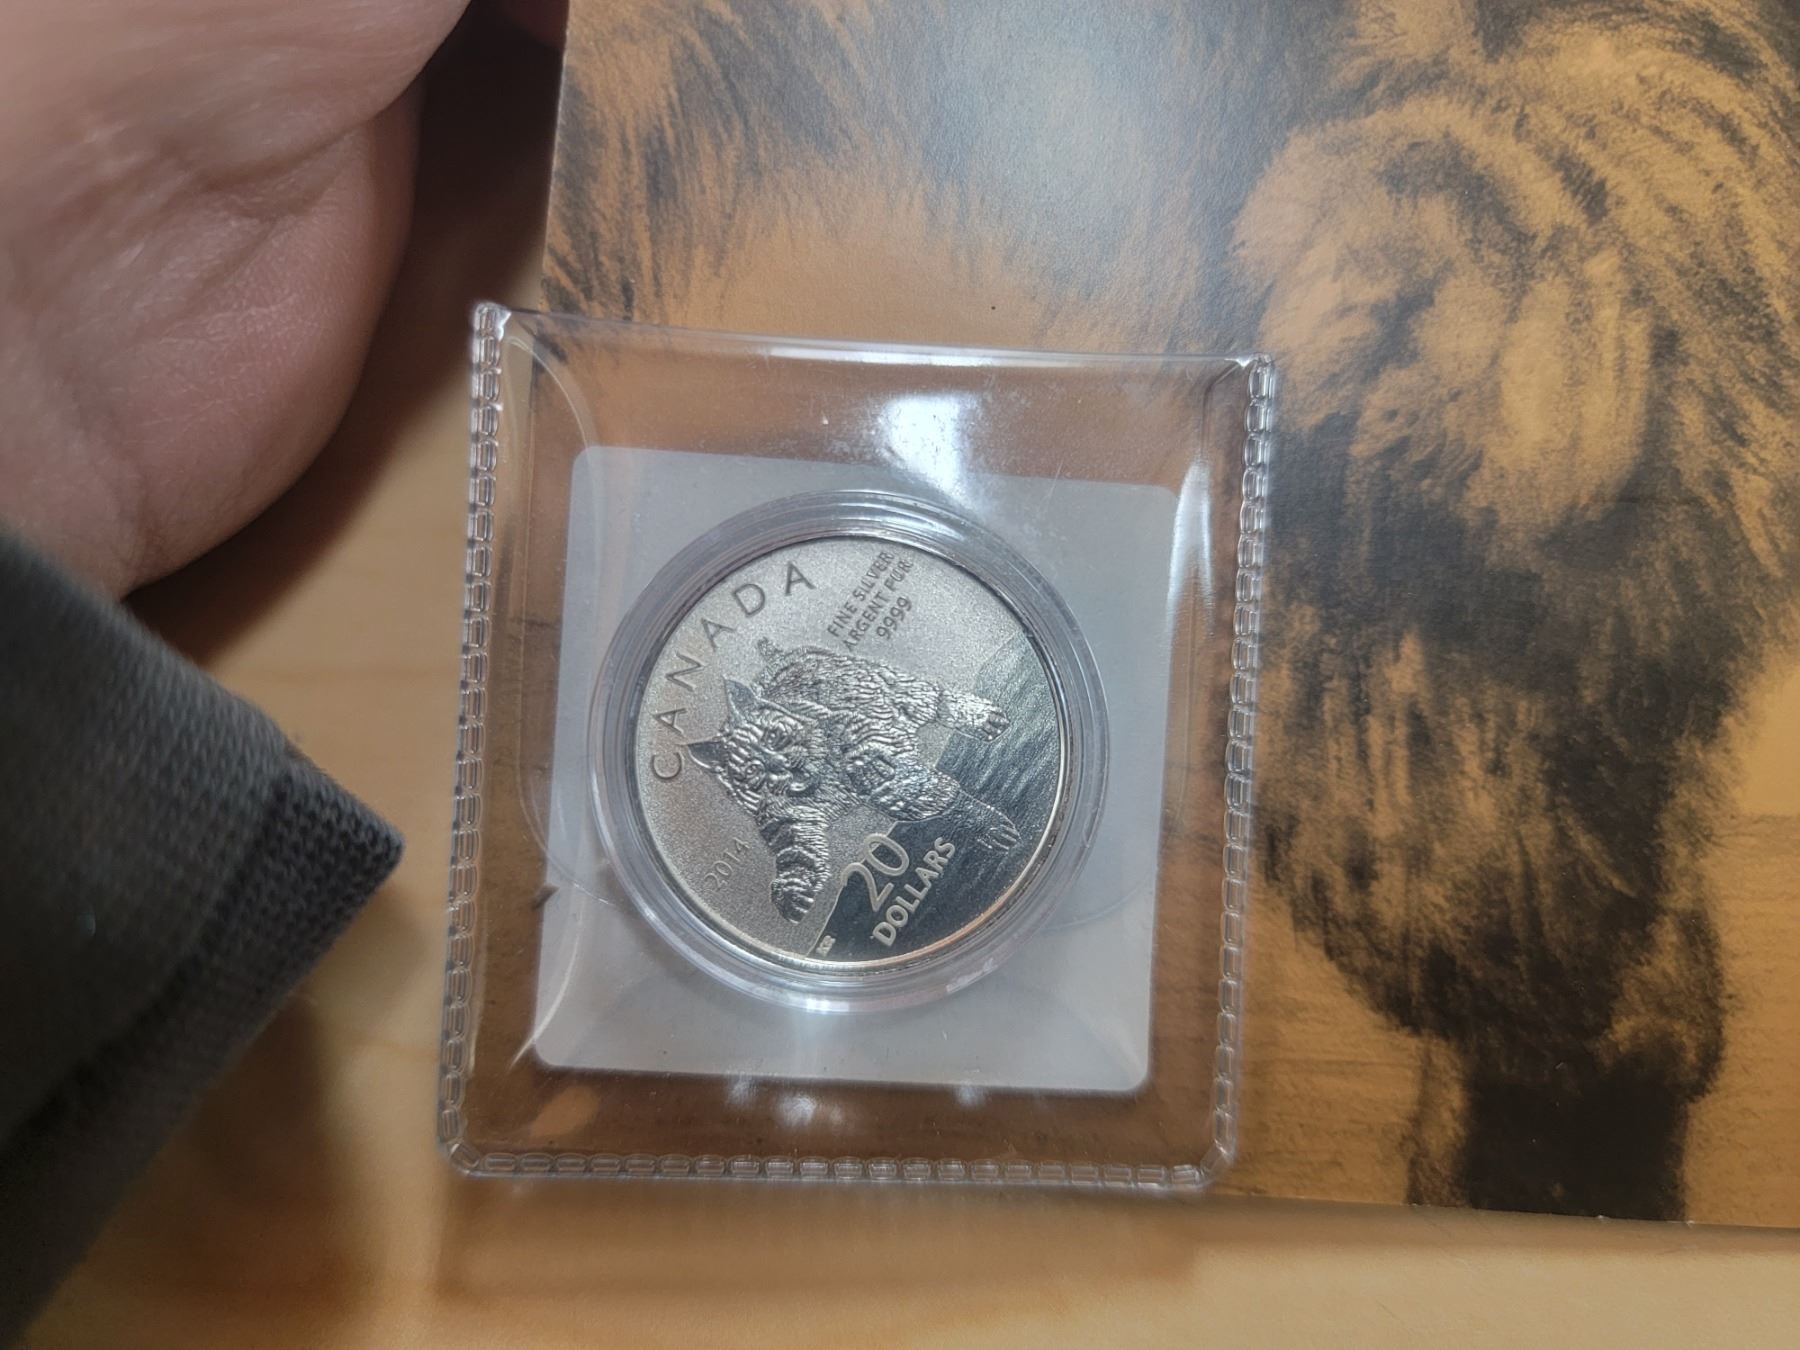 CANADA
FINE SILVER
ARGENT PUR
9999
2014
20
DOLLARS